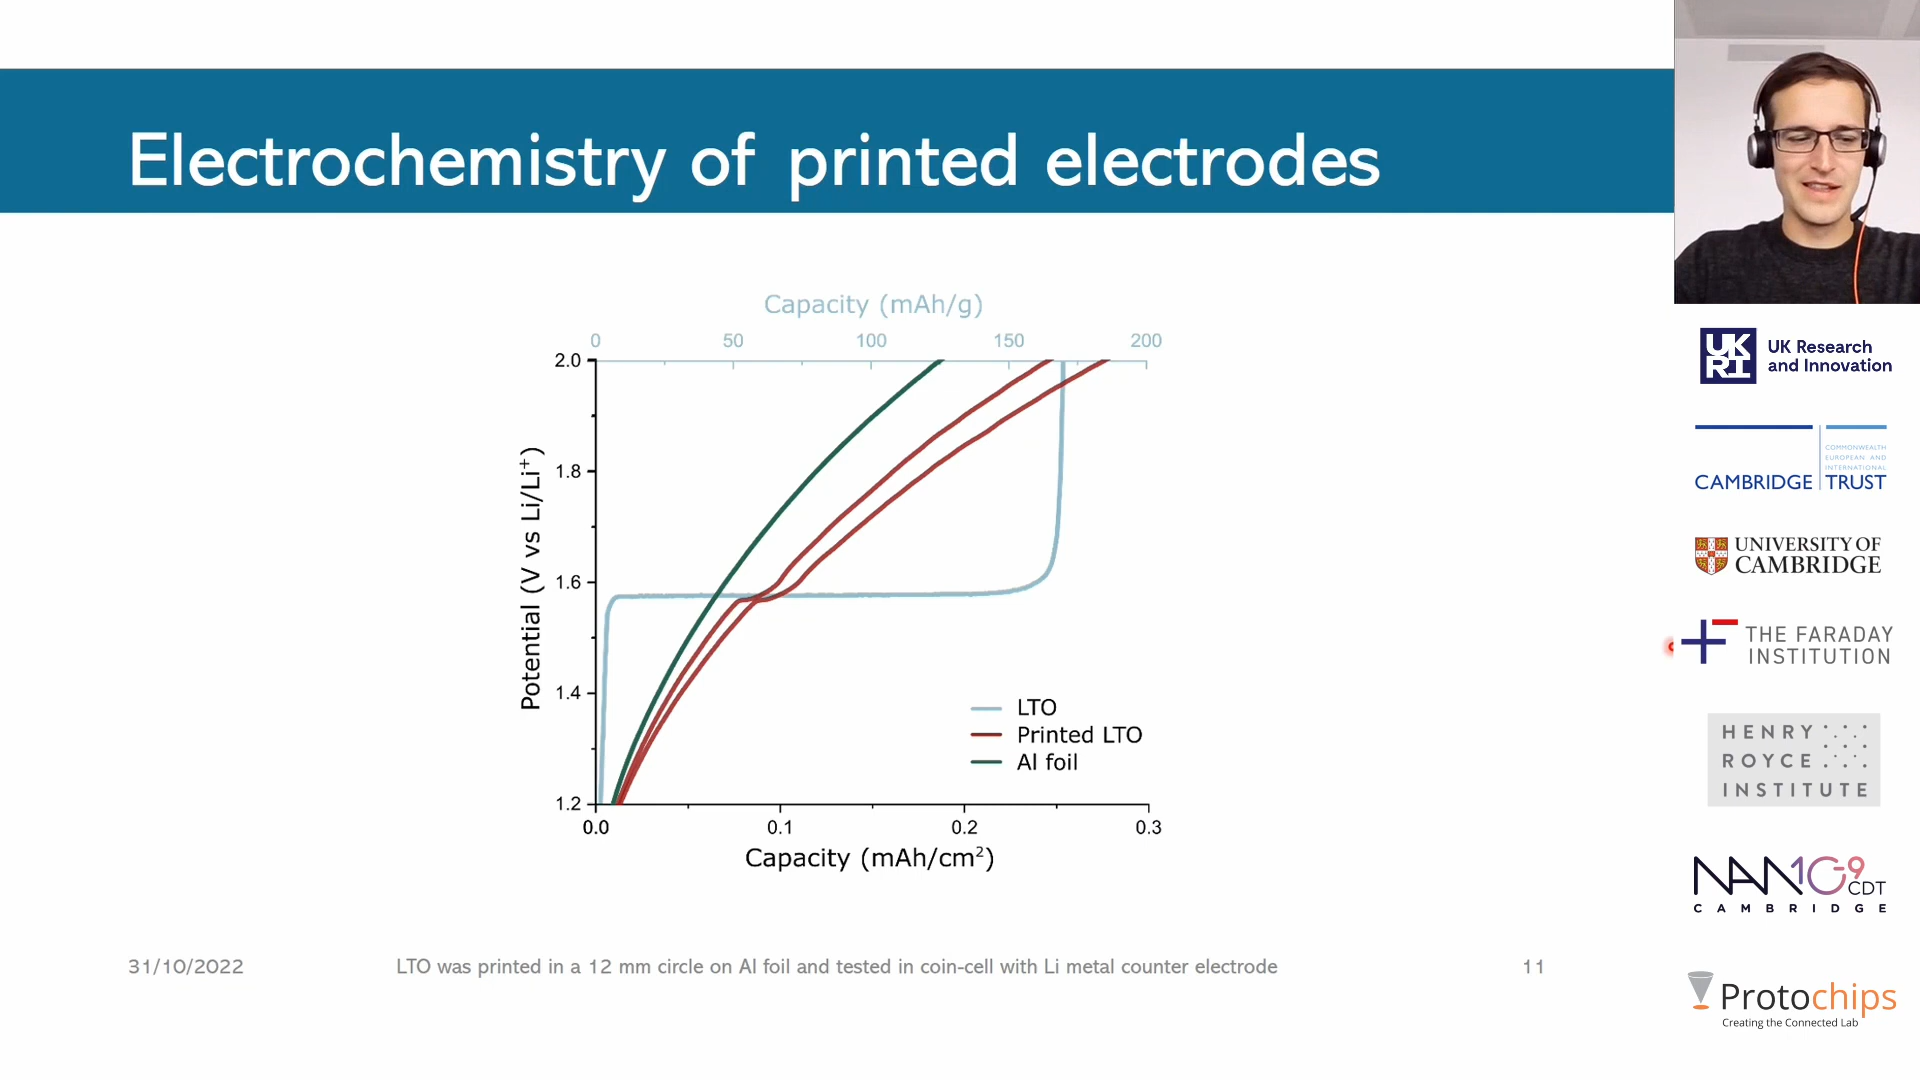 Electrochemistry of printed electrodes
Capacity (mAh/g)
0 50 100 150 200
2.0
1.8
1.6
1.4
1.2
Potential (V vs Li/Li⁺)
LTO
Printed LTO
Al foil
0.0 0.1 0.2 0.3
Capacity (mAh/cm²)
31/10/2022
LTO was printed in a 12 mm circle on Al foil and tested in coin-cell with Li metal counter electrode
11
UKRI
UK Research
and Innovation
COMMONWEALTH
EUROPEAN AND
INTERNATIONAL
CAMBRIDGE TRUST
UNIVERSITY OF
CAMBRIDGE
THE FARADAY
INSTITUTION
HENRY
ROYCE
INSTITUTE
NAN10-9 CDT
CAMBRIDGE
Protochips
Creating the Connected Lab